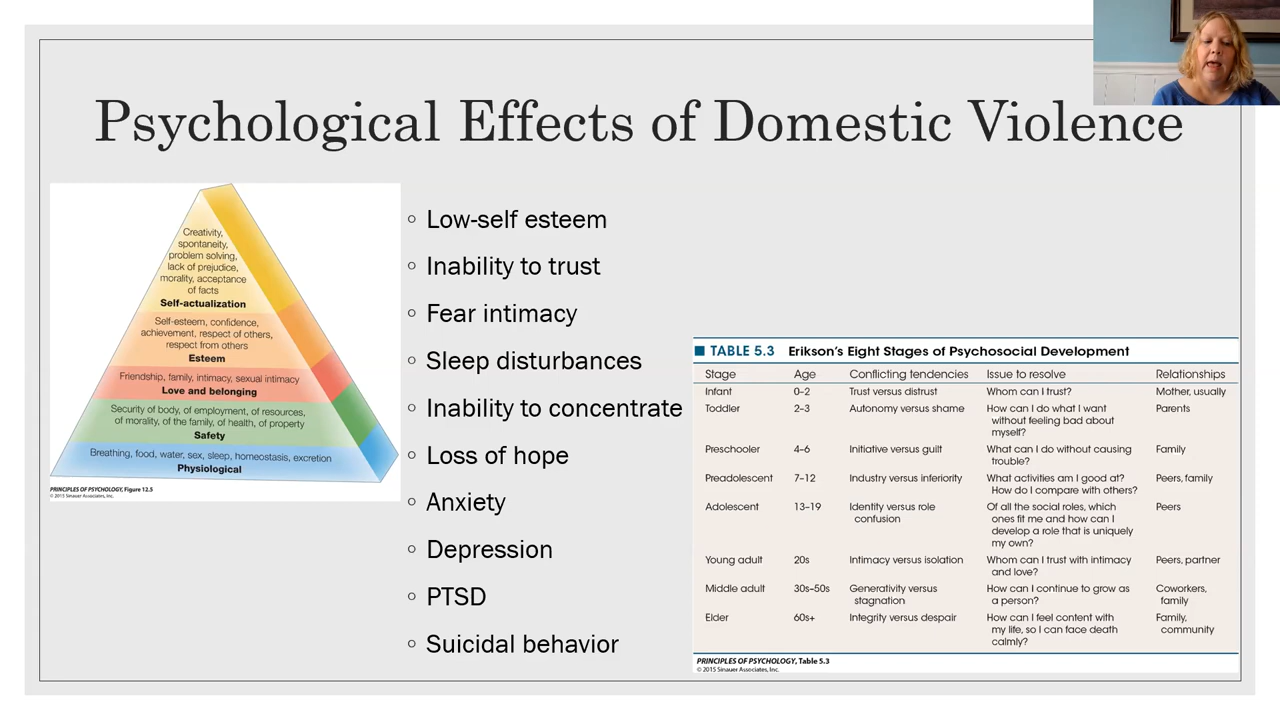 Psychological Effects of Domestic Violence
Creativity,
spontaneity,
problem solving,
lack of prejudice,
morality, acceptance
of facts
Self-actualization
Self-esteem, confidence,
achievement, respect of others,
respect from others
Esteem
Friendship, family, intimacy, sexual intimacy
Love and belonging
Security of body, of employment, of resources,
of morality, of the family, of health, of property
Safety
Breathing, food, water, sex, sleep, homeostasis, excretion
Physiological
PRINCIPLES OF PSYCHOLOGY, Figure 12.5
© 2015 Sinauer Associates, Inc.
Low-self esteem
Inability to trust
Fear intimacy
Sleep disturbances
Inability to concentrate
Loss of hope
Anxiety
Depression
PTSD
Suicidal behavior
TABLE 5.3 Erikson's Eight Stages of Psychosocial Development
Stage Age Conflicting tendencies Issue to resolve Relationships
Infant 0–2 Trust versus distrust Whom can I trust? Mother, usually
Toddler 2–3 Autonomy versus shame How can I do what I want Parents
without feeling bad about
myself?
Preschooler 4–6 Initiative versus guilt What can I do without causing Family
trouble?
Preadolescent 7–12 Industry versus inferiority What activities am I good at? Peers, family
How do I compare with others?
Adolescent 13–19 Identity versus role Of all the social roles, which Peers
confusion ones fit me and how can I
develop a role that is uniquely
my own?
Young adult 20s Intimacy versus isolation Whom can I trust with intimacy Peers, partner
and love?
Middle adult 30s–50s Generativity versus How can I continue to grow as Coworkers,
stagnation a person? family
Elder 60s+ Integrity versus despair How can I feel content with Family,
my life, so I can face death community
calmly?
PRINCIPLES OF PSYCHOLOGY, Table 5.3
© 2015 Sinauer Associates, Inc.